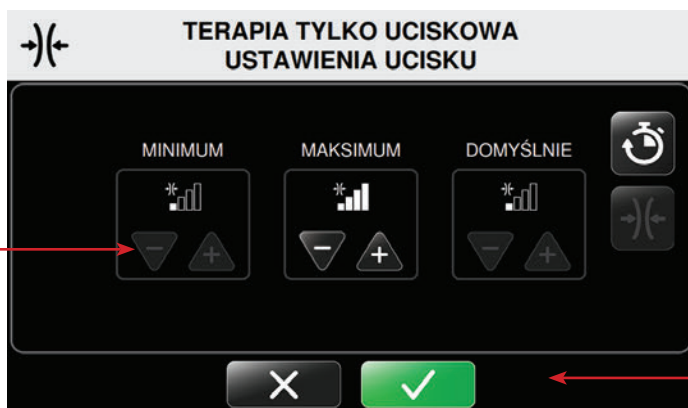 TERAPIA TYLKO UCISKOWA
USTAWIENIA UCISKU
MINIMUM MAKSIMUM DOMYŚLNIE